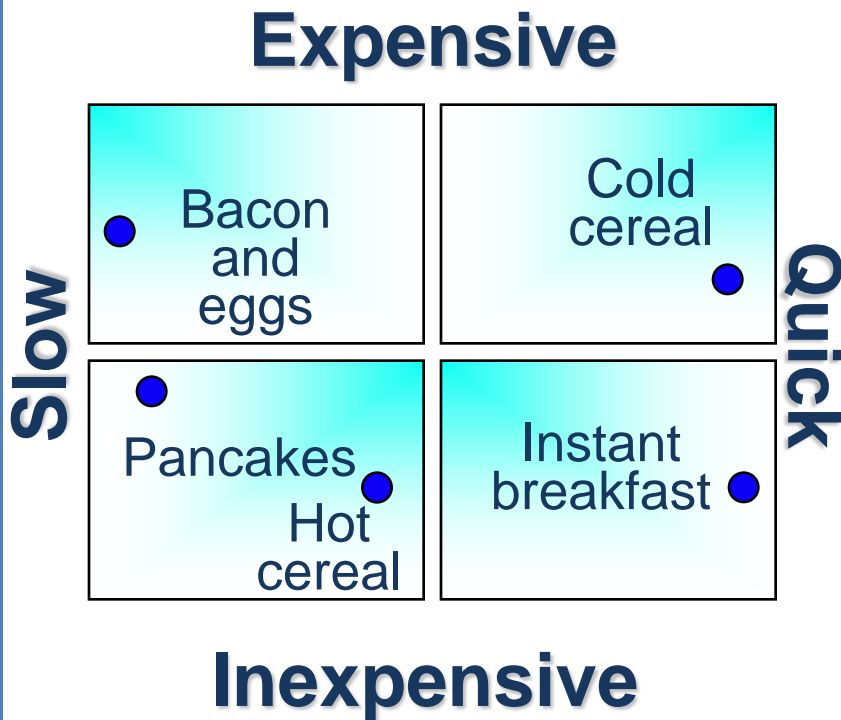 Expensive
Bacon
and
eggs
Cold
cereal
Slow
Quick
Pancakes
Hot
cereal
Instant
breakfast
Inexpensive